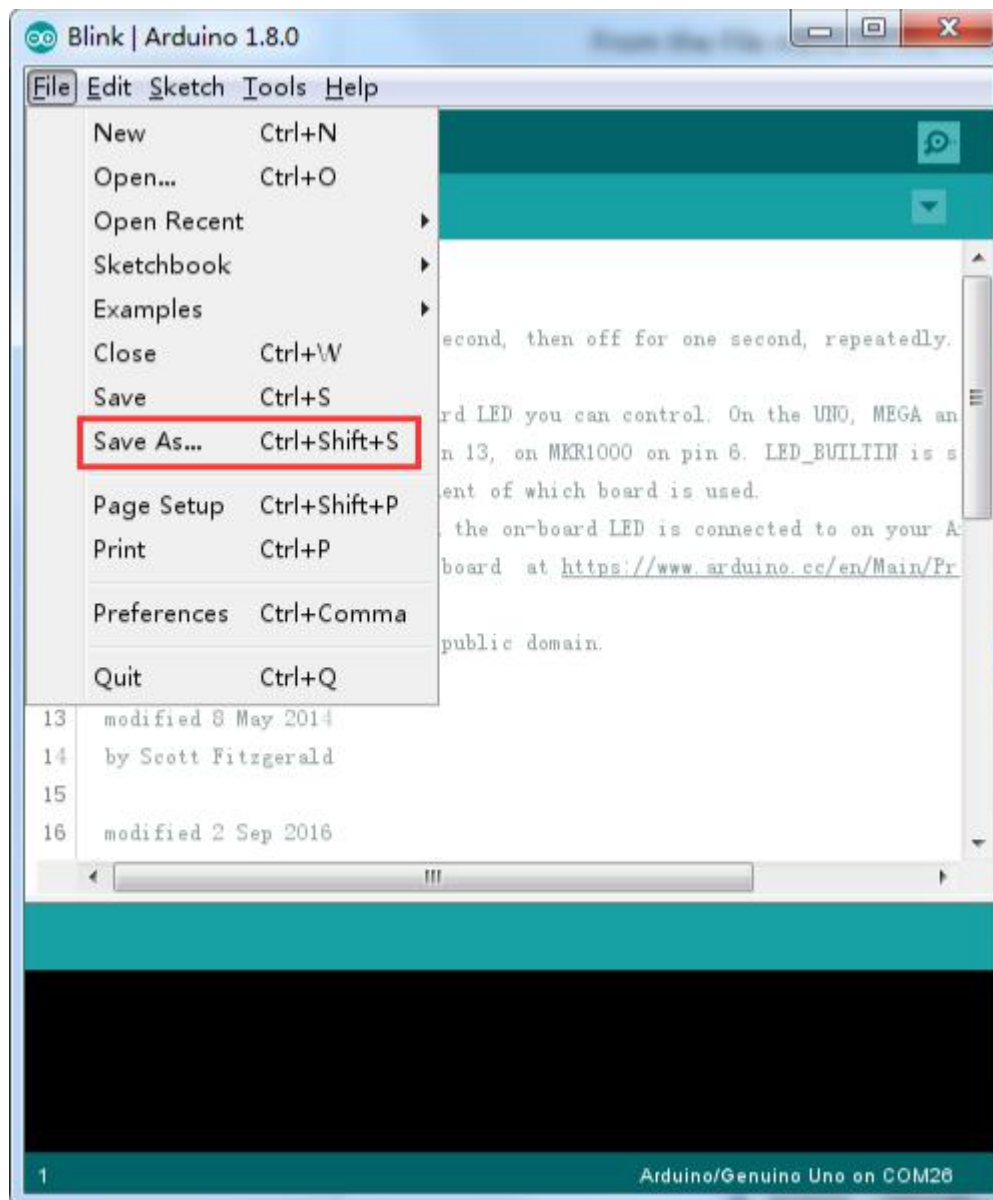 Blink | Arduino 1.8.0
File Edit Sketch Tools Help
New Ctrl+N
Open... Ctrl+O
Open Recent
Sketchbook
Examples
Close Ctrl+W
Save Ctrl+S
Save As... Ctrl+Shift+S
Page Setup Ctrl+Shift+P
Print Ctrl+P
Preferences Ctrl+Comma
Quit Ctrl+Q
econd, then off for one second, repeatedly.
rd LED you can control. On the UNO, MEGA an
n 13, on MKR1000 on pin 6. LED_BUILTIN is s
ent of which board is used.
the on-board LED is connected to on your A
board at https://www.arduino.cc/en/Main/Pr
public domain.
13 modified 8 May 2014
14 by Scott Fitzgerald
15
16 modified 2 Sep 2016
1 Arduino/Genuino Uno on COM26